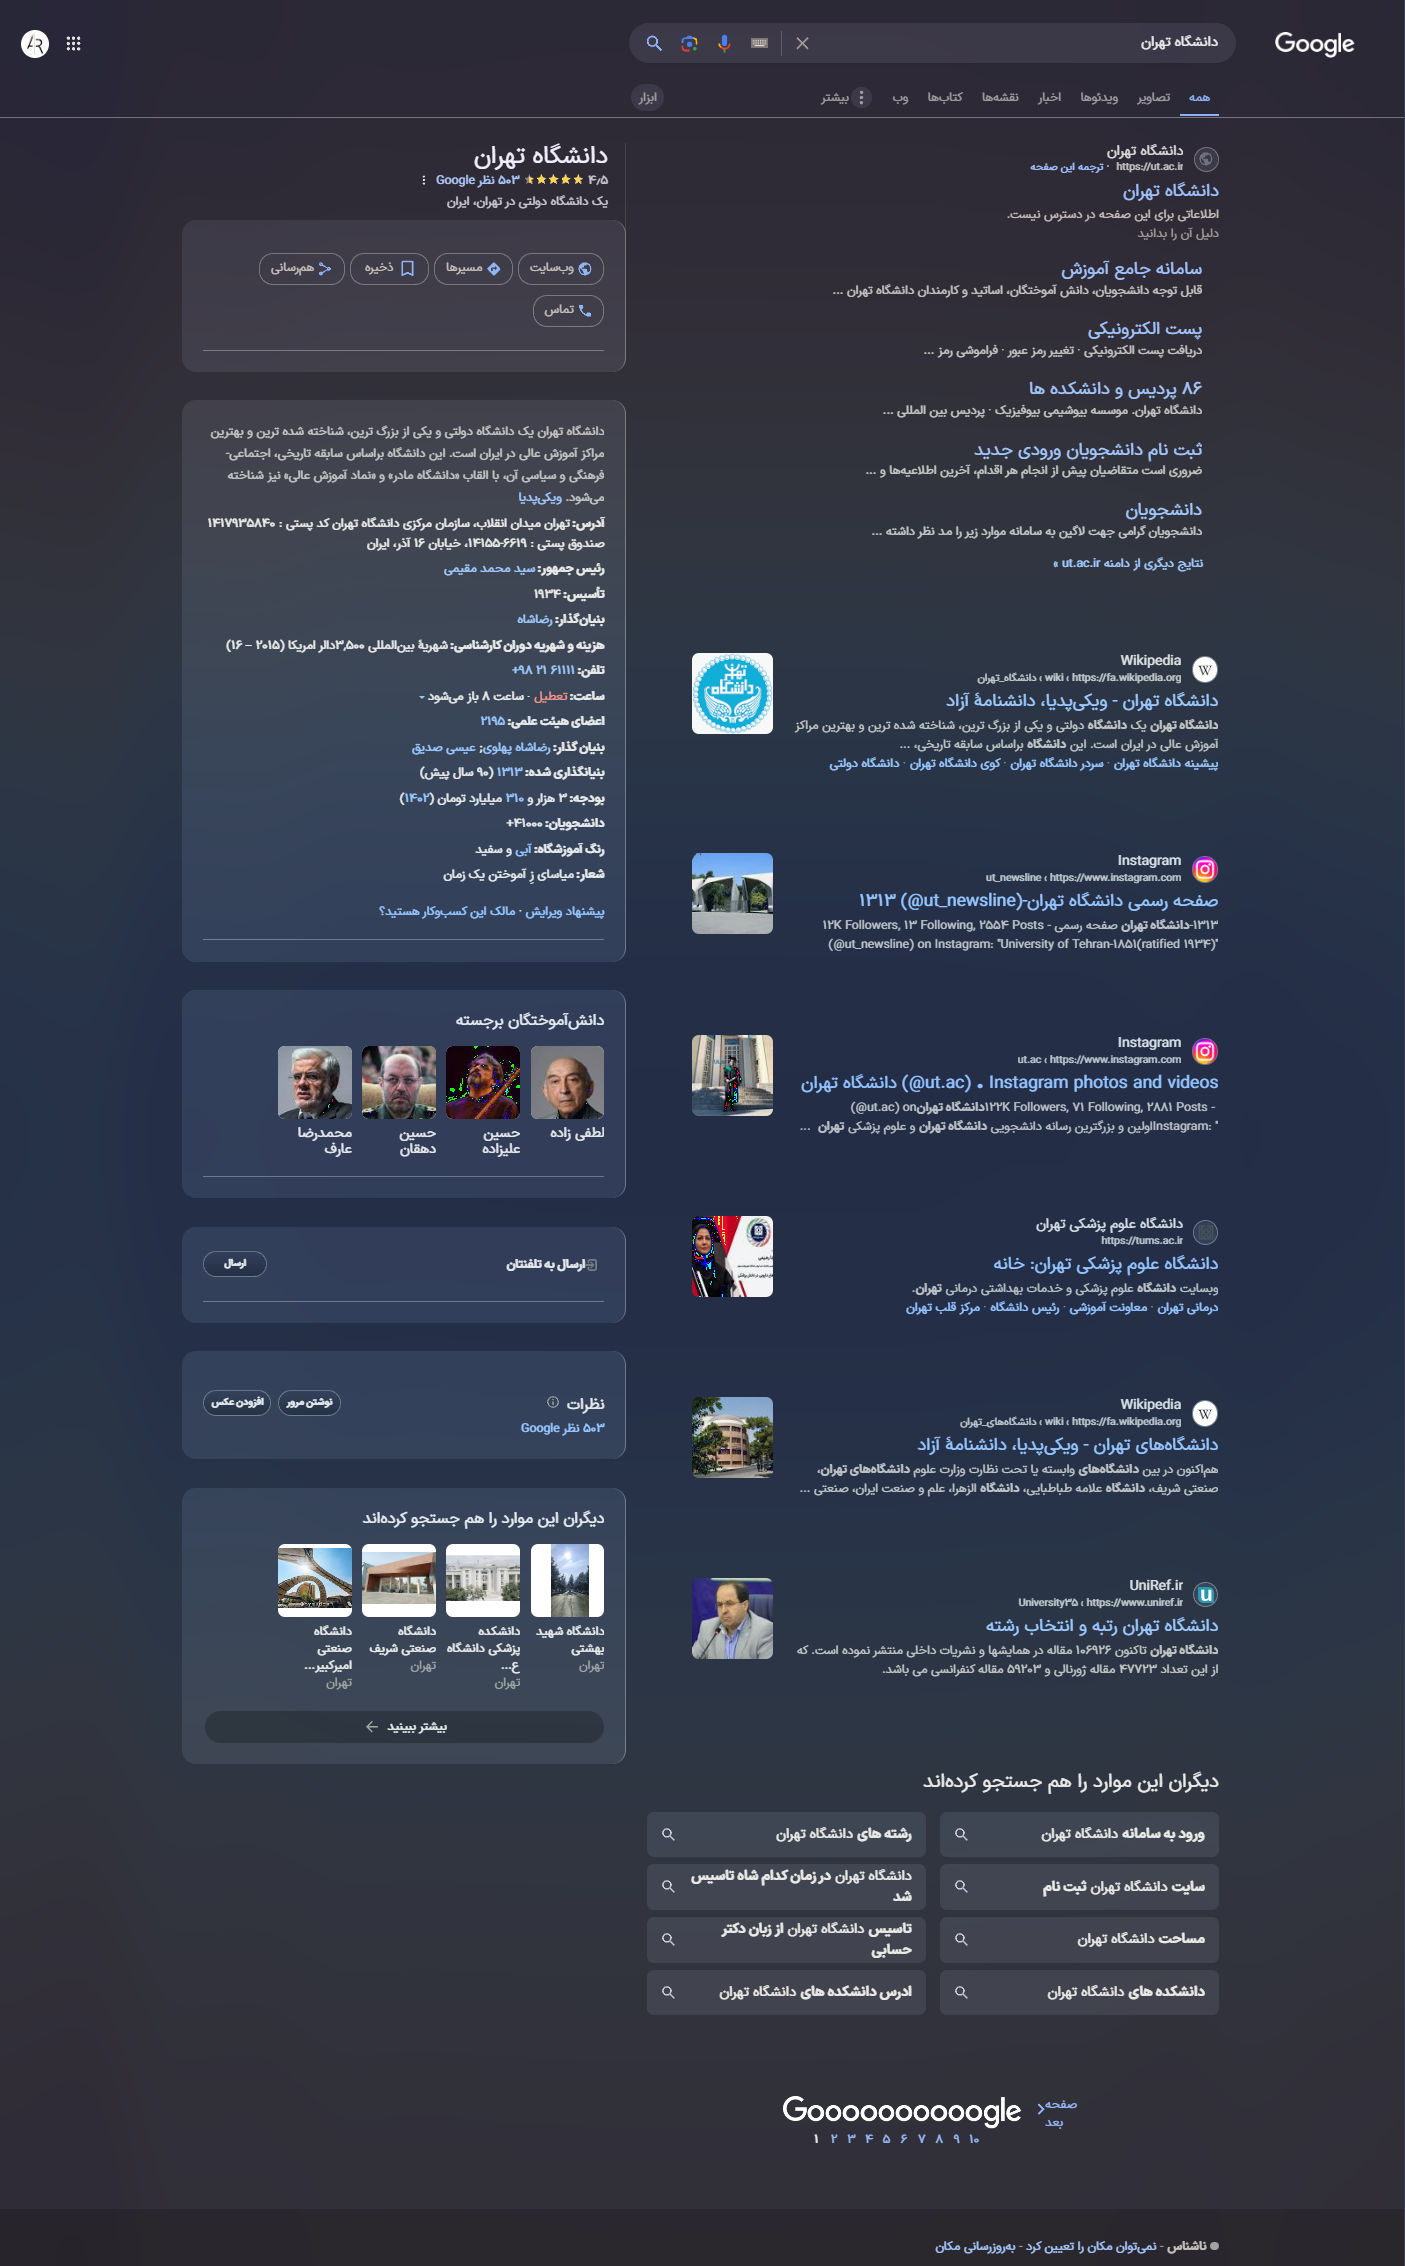 دانشگاه تهران
Google
همه
تصاویر
ویدئوها
اخبار
نقشه‌ها
کتاب‌ها
وب
بیشتر
ابزار
دانشگاه تهران
https://ut.ac.ir · ترجمه این صفحه
دانشگاه تهران
اطلاعاتی برای این صفحه در دسترس نیست.
دلیل آن را بدانید
سامانه جامع آموزش
قابل توجه دانشجویان، دانش آموختگان، اساتید و کارمندان دانشگاه تهران ...
پست الکترونیکی
دریافت پست الکترونیکی · تغییر رمز عبور · فراموشی رمز ...
۸۶ پردیس و دانشکده ها
دانشگاه تهران. موسسه بیوشیمی بیوفیزیک · پردیس بین المللی ...
ثبت نام دانشجویان ورودی جدید
ضروری است متقاضیان پیش از انجام هر اقدام، آخرین اطلاعیه‌ها و ...
دانشجویان
دانشجویان گرامی جهت لاگین به سامانه موارد زیر را مد نظر داشته ...
نتایج دیگری از دامنه ut.ac.ir »
Wikipedia
https://fa.wikipedia.org › wiki › دانشگاه_تهران
دانشگاه تهران - ویکی‌پدیا، دانشنامهٔ آزاد
دانشگاه تهران یک دانشگاه دولتی و یکی از بزرگ ترین، شناخته شده ترین و بهترین مراکز
آموزش عالی در ایران است. این دانشگاه براساس سابقه تاریخی، ...
پیشینه دانشگاه تهران · سردر دانشگاه تهران · کوی دانشگاه تهران · دانشگاه دولتی
Instagram
https://www.instagram.com › ut_newsline
صفحه رسمی دانشگاه تهران-۱۳۱۳ (@ut_newsline)
۱۲K Followers, ۱۳ Following, ۲۵۵۴ Posts - صفحه رسمی دانشگاه تهران-۱۳۱۳
(@ut_newsline) on Instagram: "University of Tehran-۱۸۵۱(ratified ۱۹۳۴)"
Instagram
https://www.instagram.com › ut.ac
دانشگاه تهران (@ut.ac) • Instagram photos and videos
۱۲۲K Followers, ۷۱ Following, ۲۸۸۱ Posts - دانشگاه تهران (@ut.ac) on
Instagram: "اولین و بزرگترین رسانه دانشجویی دانشگاه تهران و علوم پزشکی تهران ...
دانشگاه علوم پزشکی تهران
https://tums.ac.ir
دانشگاه علوم پزشکی تهران: خانه
وبسایت دانشگاه علوم پزشکی و خدمات بهداشتی درمانی تهران.
درمانی تهران · معاونت آموزشی · رئیس دانشگاه · مرکز قلب تهران
Wikipedia
https://fa.wikipedia.org › wiki › دانشگاه‌های_تهران
دانشگاه‌های تهران - ویکی‌پدیا، دانشنامهٔ آزاد
هم‌اکنون در بین دانشگاه‌های وابسته یا تحت نظارت وزارت علوم دانشگاه‌های تهران،
صنعتی شریف، دانشگاه علامه طباطبایی، دانشگاه الزهرا، علم و صنعت ایران، صنعتی ...
UniRef.ir
https://www.uniref.ir › University۳۵
دانشگاه تهران رتبه و انتخاب رشته
دانشگاه تهران تاکنون ۱۰۶۹۲۶ مقاله در همایشها و نشریات داخلی منتشر نموده است. که
از این تعداد ۴۷۷۲۳ مقاله ژورنالی و ۵۹۲۰۳ مقاله کنفرانسی می باشد.
دیگران این موارد را هم جستجو کرده‌اند
ورود به سامانه دانشگاه تهران
رشته های دانشگاه تهران
سایت دانشگاه تهران ثبت نام
دانشگاه تهران در زمان کدام شاه تاسیس
شد
مساحت دانشگاه تهران
تاسیس دانشگاه تهران از زبان دکتر
حسابی
دانشکده های دانشگاه تهران
ادرس دانشکده های دانشگاه تهران
Goooooooooogle
صفحه
بعد
۱ ۲ ۳ ۴ ۵ ۶ ۷ ۸ ۹ ۱۰
دانشگاه تهران
۴٫۵ ۵۰۳ نظر Google
یک دانشگاه دولتی در تهران، ایران
وب‌سایت
مسیرها
ذخیره
هم‌رسانی
تماس
دانشگاه تهران یک دانشگاه دولتی و یکی از بزرگ ترین، شناخته شده ترین و بهترین
مراکز آموزش عالی در ایران است. این دانشگاه براساس سابقه تاریخی، اجتماعی-
فرهنگی و سیاسی آن، با القاب «دانشگاه مادر» و «نماد آموزش عالی» نیز شناخته
می‌شود. ویکی‌پدیا
آدرس: تهران میدان انقلاب، سازمان مرکزی دانشگاه تهران کد پستی : ۱۴۱۷۹۳۵۸۴۰
صندوق پستی : ۶۶۱۹-۱۴۱۵۵، خیابان ۱۶ آذر، ایران
رئیس جمهور: سید محمد مقیمی
تأسیس: ۱۹۳۴
بنیان‌گذار: رضاشاه
هزینه و شهریه دوران کارشناسی: شهریهٔ بین‌المللی ۳,۵۰۰دالر امریکا (۲۰۱۵ – ۱۶)
تلفن: +۹۸ ۲۱ ۶۱۱۱۱
ساعت: تعطیل · ساعت ۸ باز می‌شود
اعضای هیئت علمی: ۲۱۹۵
بنیان گذار: رضاشاه پهلوی; عیسی صدیق
بنیانگذاری شده: ۱۳۱۳ (۹۰ سال پیش)
بودجه: ۳ هزار و ۳۱۰ میلیارد تومان (۱۴۰۲)
دانشجویان: ۴۱۰۰۰+
رنگ آموزشگاه: آبی و سفید
شعار: میاسای زِ آموختن یک زمان
پیشنهاد ویرایش · مالک این کسب‌وکار هستید؟
دانش‌آموختگان برجسته
لطفی زاده
حسین
علیزاده
حسین
دهقان
محمدرضا
عارف
ارسال به تلفنتان
ارسال
نظرات
نوشتن مرور
افزودن عکس
۵۰۳ نظر Google
دیگران این موارد را هم جستجو کرده‌اند
دانشگاه شهید
بهشتی
تهران
دانشکده
پزشکی دانشگاه
ع...
تهران
دانشگاه
صنعتی شریف
تهران
دانشگاه
صنعتی
امیرکبیر...
تهران
بیشتر ببینید
ناشناس - نمی‌توان مکان را تعیین کرد - به‌روزرسانی مکان